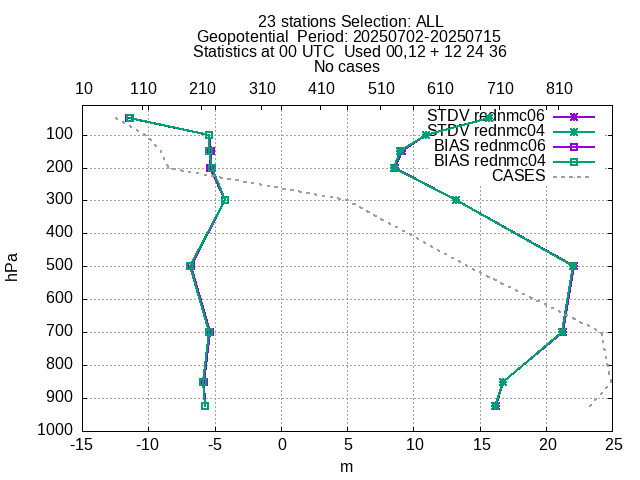 23 stations Selection: ALL
Geopotential  Period: 20250702-20250715
Statistics at 00 UTC  Used 00,12 + 12 24 36
No cases
10 110 210 310 410 510 610 710 810
STDV rednmc06
STDV rednmc04
BIAS rednmc06
BIAS rednmc04
CASES
100
200
300
400
500
600
700
800
900
1000
hPa
-15 -10 -5 0 5 10 15 20 25
m